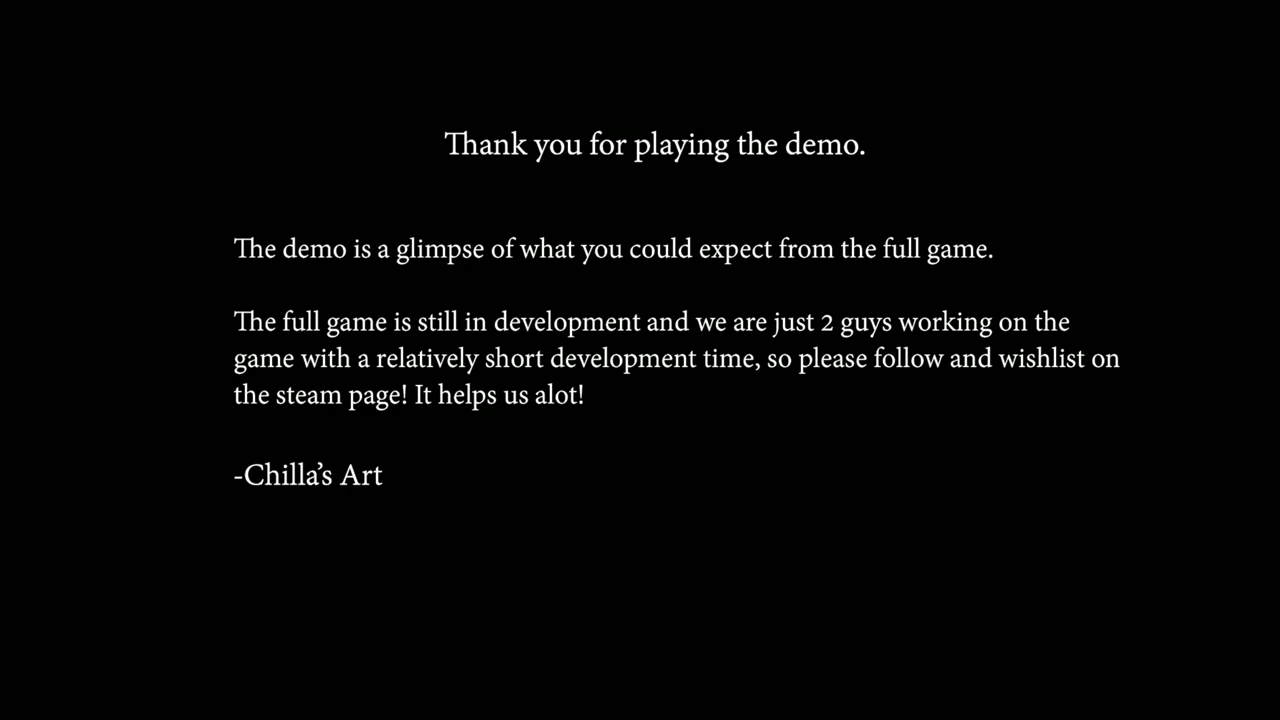 Thank you for playing the demo.
The demo is a glimpse of what you could expect from the full game.
The full game is still in development and we are just 2 guys working on the
game with a relatively short development time, so please follow and wishlist on
the steam page! It helps us alot!
-Chilla’s Art